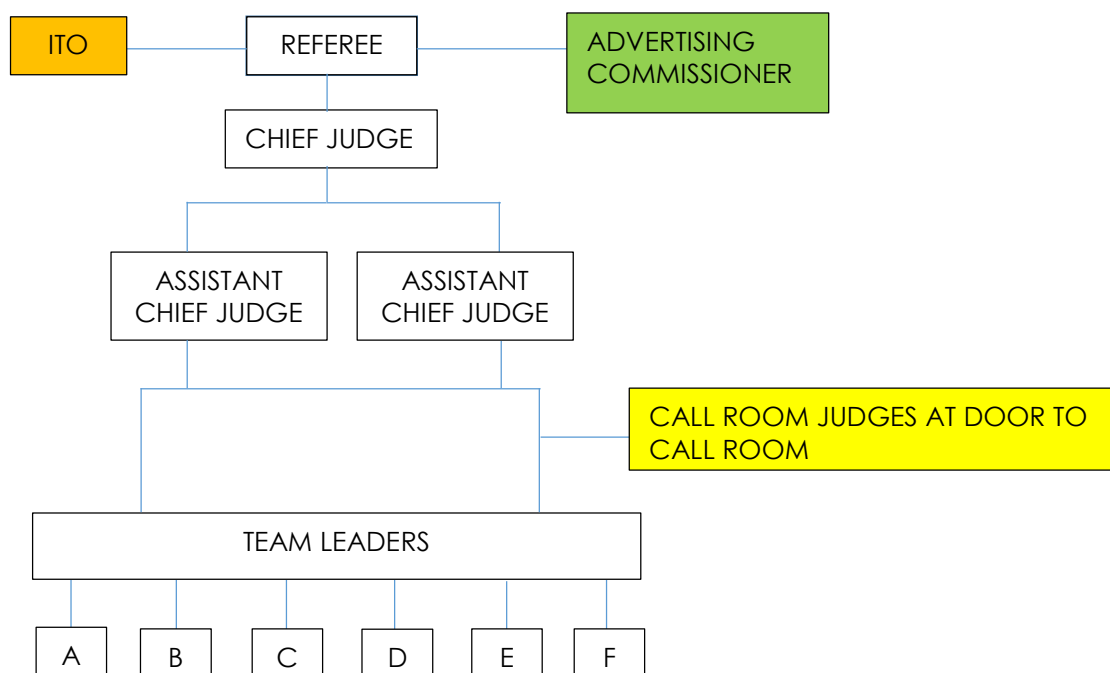 ITO
REFEREE
ADVERTISING
COMMISSIONER
CHIEF JUDGE
ASSISTANT
CHIEF JUDGE
ASSISTANT
CHIEF JUDGE
CALL ROOM JUDGES AT DOOR TO
CALL ROOM
TEAM LEADERS
A
B
C
D
E
F